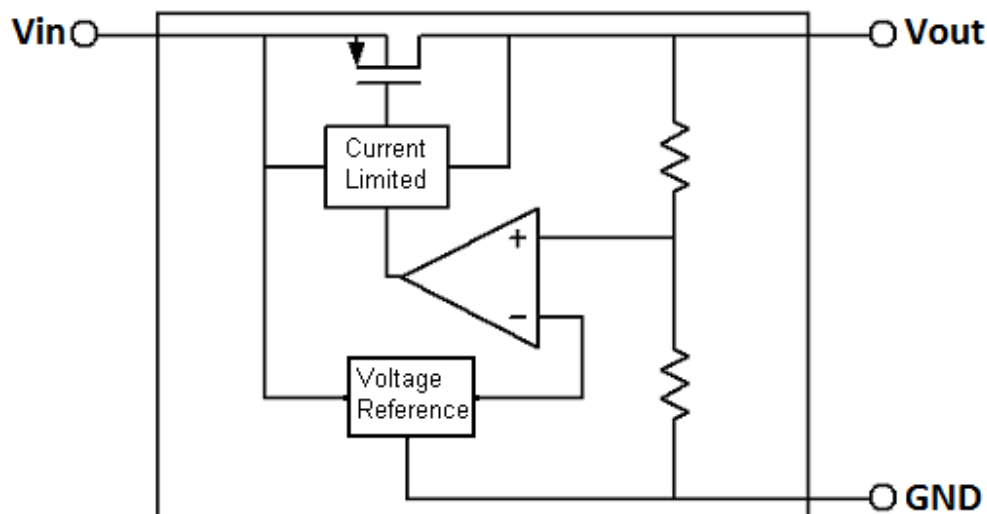 Vin
Vout
Current
Limited
+
−
Voltage
Reference
GND